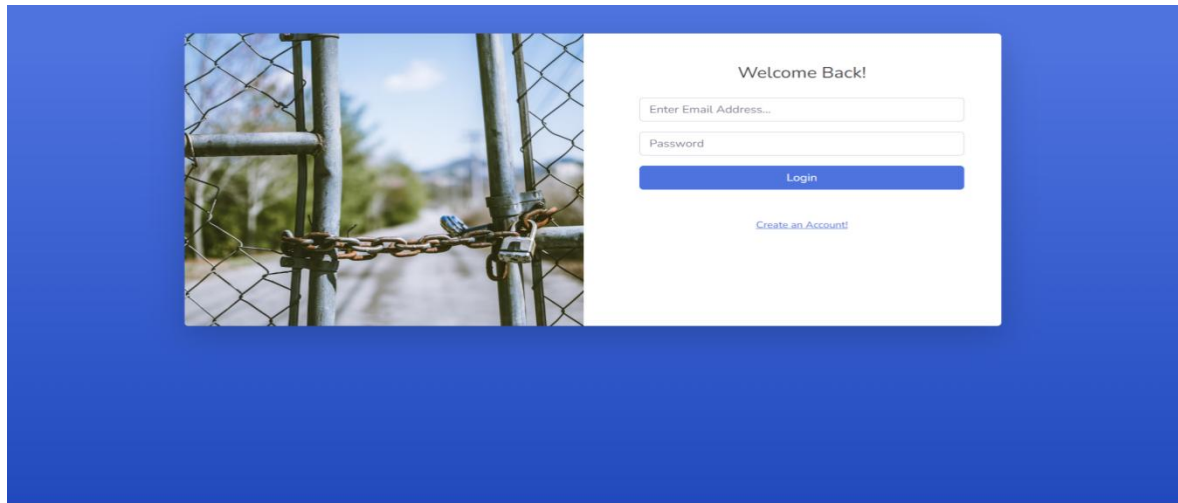 Welcome Back!
Enter Email Address...
Password
Login
Create an Account!